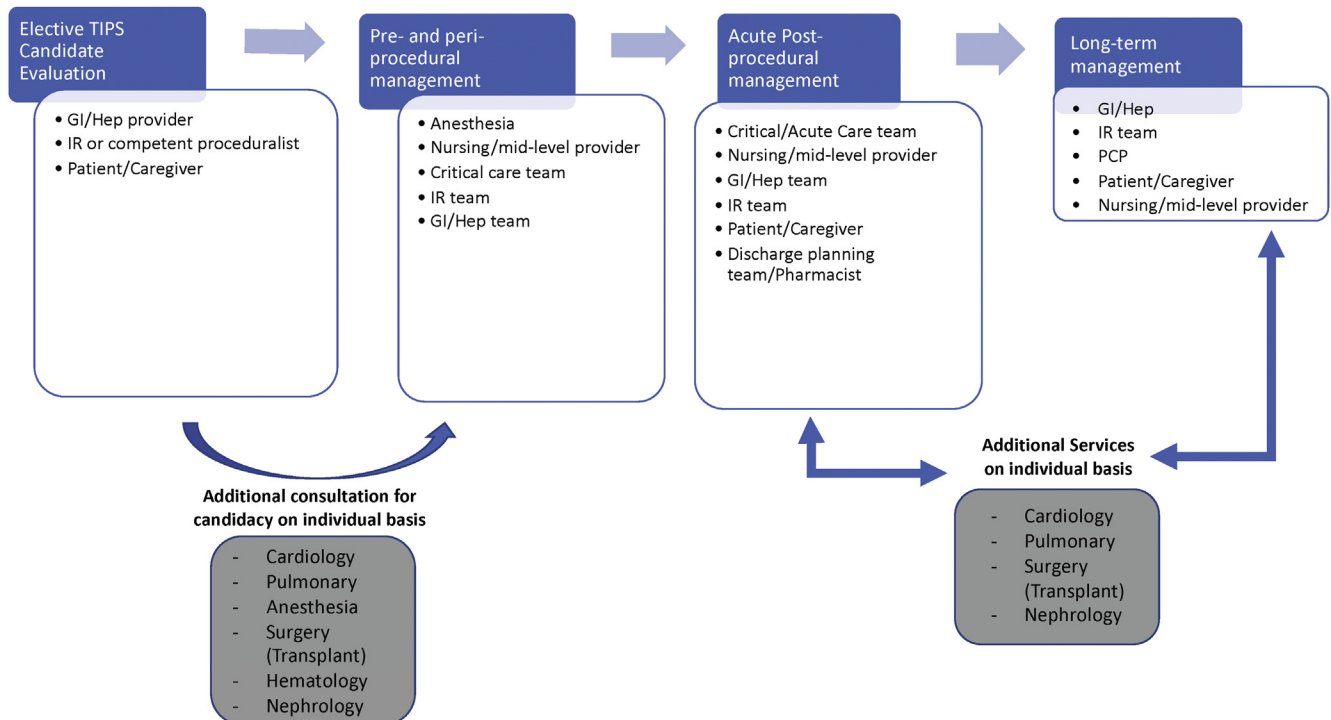 Elective TIPS
Candidate
Evaluation
• GI/Hep provider
• IR or competent proceduralist
• Patient/Caregiver
Pre- and peri-
procedural
management
• Anesthesia
• Nursing/mid-level provider
• Critical care team
• IR team
• GI/Hep team
Acute Post-
procedural
management
• Critical/Acute Care team
• Nursing/mid-level provider
• GI/Hep team
• IR team
• Patient/Caregiver
• Discharge planning
team/Pharmacist
Long-term
management
• GI/Hep
• IR team
• PCP
• Patient/Caregiver
• Nursing/mid-level provider
Additional consultation for
candidacy on individual basis
- Cardiology
- Pulmonary
- Anesthesia
- Surgery
(Transplant)
- Hematology
- Nephrology
Additional Services
on individual basis
- Cardiology
- Pulmonary
- Surgery
(Transplant)
- Nephrology